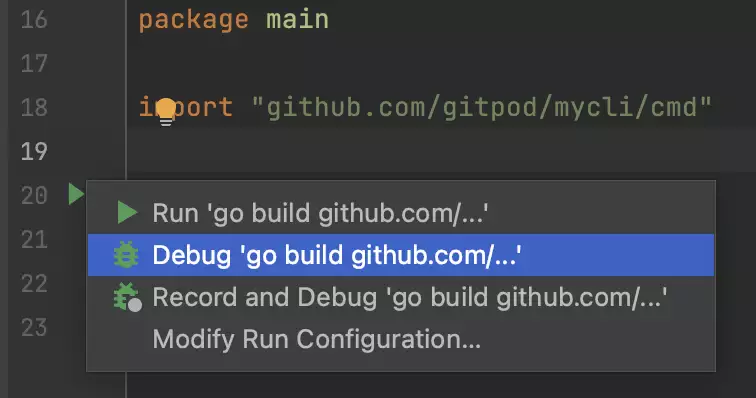 16 package main
17
18 import "github.com/gitpod/mycli/cmd"
19
20
Run 'go build github.com/...'
21
Debug 'go build github.com/...'
22
Record and Debug 'go build github.com/...'
23
Modify Run Configuration...